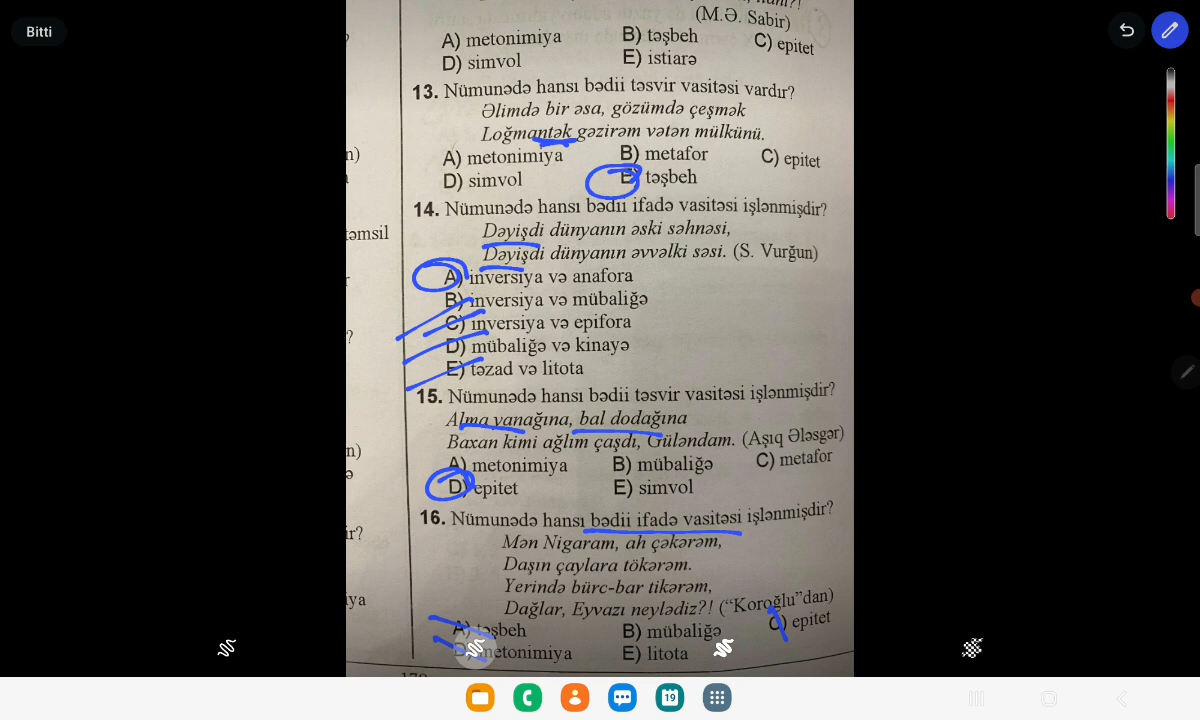 Bitti
(M.Ə. Sabir)
A) metonimiya B) təşbeh C) epitet
D) simvol E) istiarə
13. Nümunədə hansı bədii təsvir vasitəsi vardır?
Əlimdə bir əsa, gözümdə çeşmək
Loğmantək gəzirəm vətən mülkünü.
n)
A) metonimiya B) metafor C) epitet
D) simvol E) təşbeh
14. Nümunədə hansı bədii ifadə vasitəsi işlənmişdir?
təmsil
Dəyişdi dünyanın əski səhnəsi,
Dəyişdi dünyanın əvvəlki səsi. (S. Vurğun)
A) inversiya və anafora
B) inversiya və mübaliğə
C) inversiya və epifora
?
D) mübaliğə və kinayə
E) təzad və litota
15. Nümunədə hansı bədii təsvir vasitəsi işlənmişdir?
Alma yanağına, bal dodağına
Baxan kimi ağlım çaşdı, Güləndam. (Aşıq Ələsgər)
n)
A) metonimiya B) mübaliğə C) metafor
ə
D) epitet E) simvol
16. Nümunədə hansı bədii ifadə vasitəsi işlənmişdir?
ir?
Mən Nigaram, ah çəkərəm,
Daşın çaylara tökərəm.
Yerində bürc-bar tikərəm,
iya
Dağlar, Eyvazı neylədiz?! (“Koroğlu”dan)
A) təşbeh B) mübaliğə C) epitet
D) metonimiya E) litota
19